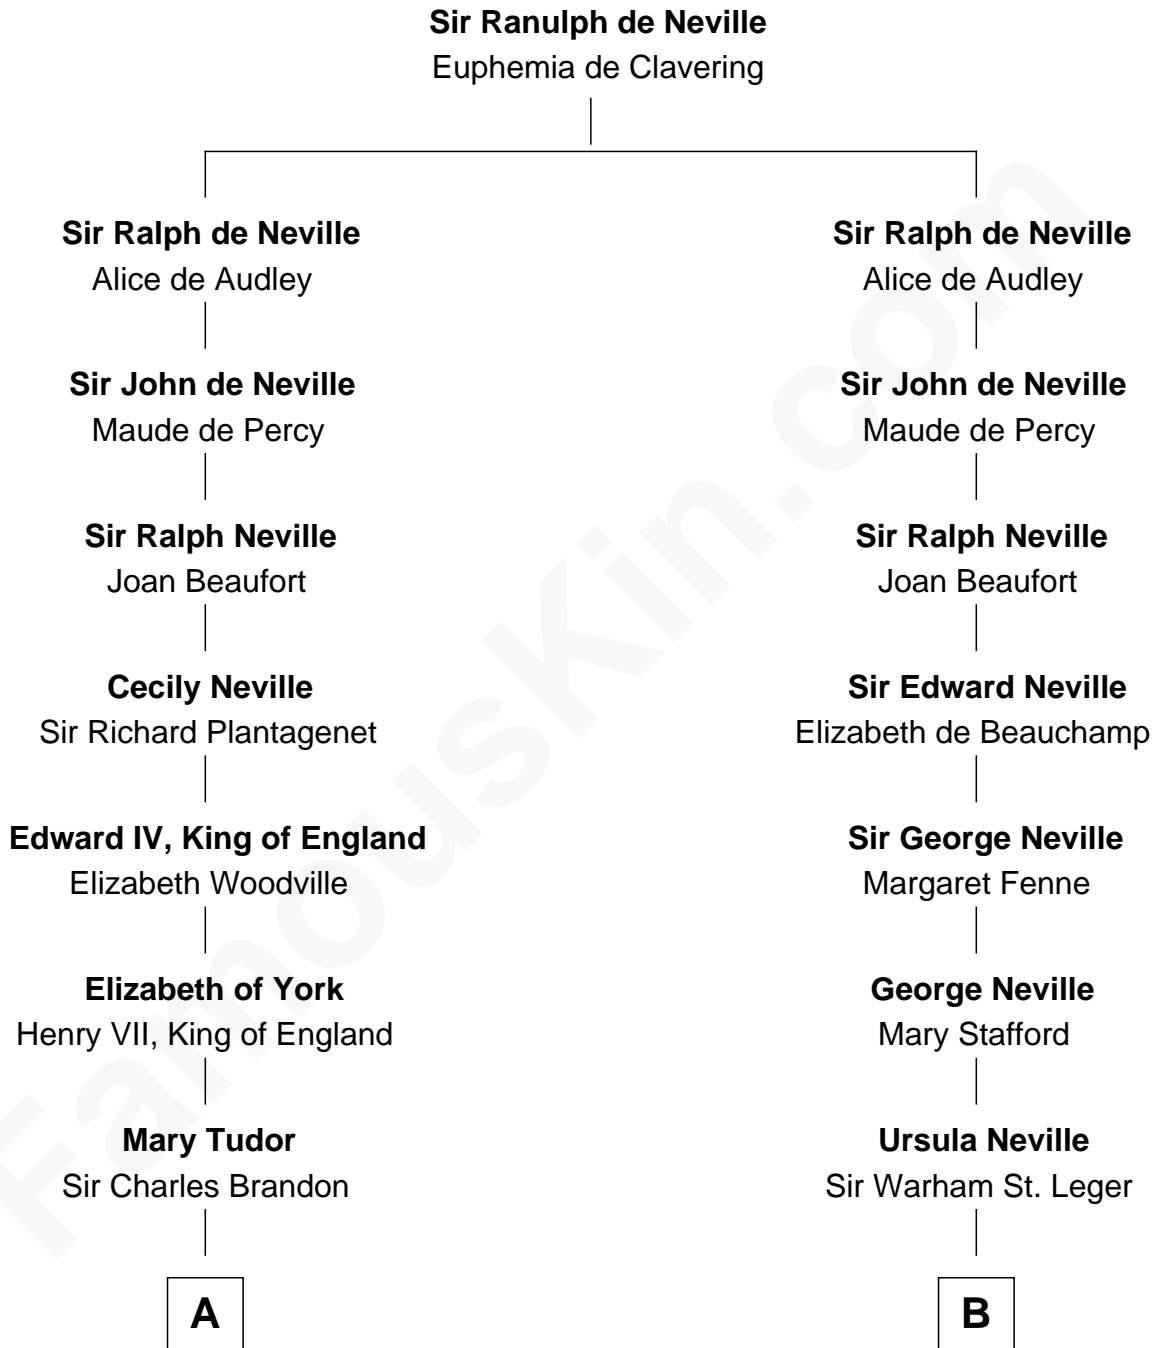 Sir Ranulph de Neville
Euphemia de Clavering
Sir Ralph de Neville
Alice de Audley
Sir John de Neville
Maude de Percy
Sir Ralph Neville
Joan Beaufort
Cecily Neville
Sir Richard Plantagenet
Edward IV, King of England
Elizabeth Woodville
Elizabeth of York
Henry VII, King of England
Mary Tudor
Sir Charles Brandon
A
Sir Ralph de Neville
Alice de Audley
Sir John de Neville
Maude de Percy
Sir Ralph Neville
Joan Beaufort
Sir Edward Neville
Elizabeth de Beauchamp
Sir George Neville
Margaret Fenne
George Neville
Mary Stafford
Ursula Neville
Sir Warham St. Leger
B
FamousKin.com